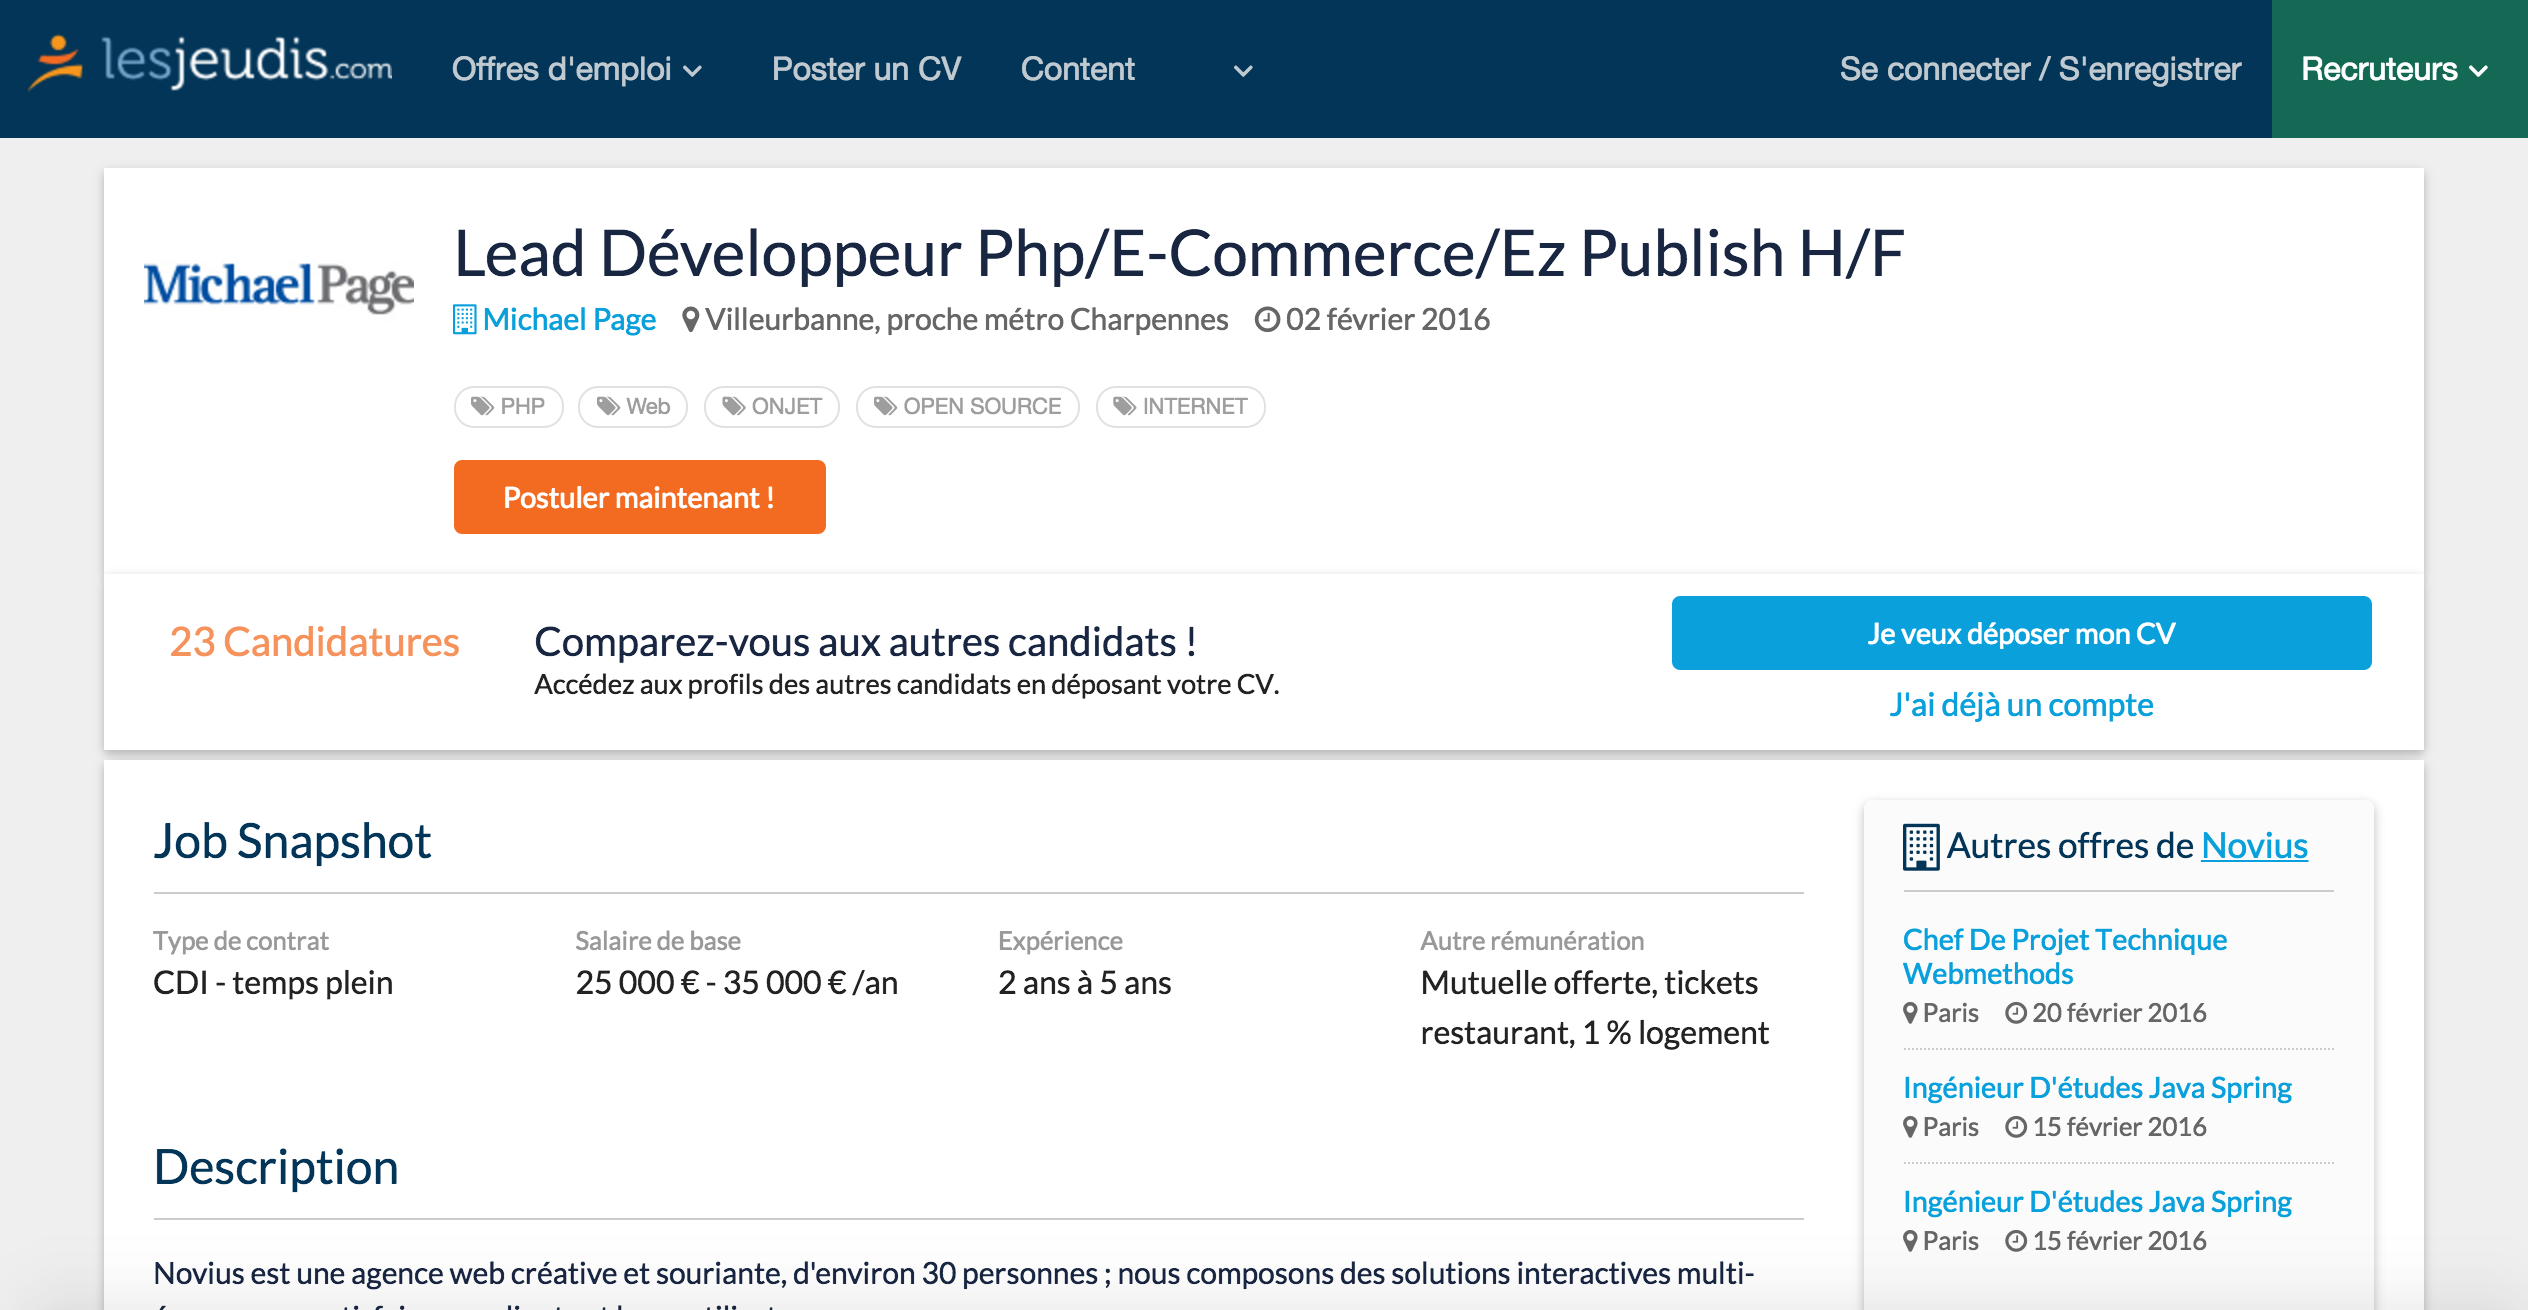 lesjeudis.com
Offres d'emploi
Poster un CV
Content
Se connecter / S'enregistrer
Recruteurs
Michael Page
Lead Développeur Php/E-Commerce/Ez Publish H/F
Michael Page Villeurbanne, proche métro Charpennes 02 février 2016
PHP Web ONJET OPEN SOURCE INTERNET
Postuler maintenant !
23 Candidatures
Comparez-vous aux autres candidats !
Accédez aux profils des autres candidats en déposant votre CV.
Je veux déposer mon CV
J'ai déjà un compte
Job Snapshot
Type de contrat
CDI - temps plein
Salaire de base
25 000 € - 35 000 € /an
Expérience
2 ans à 5 ans
Autre rémunération
Mutuelle offerte, tickets
restaurant, 1 % logement
Description
Novius est une agence web créative et souriante, d'environ 30 personnes ; nous composons des solutions interactives multi-
Autres offres de Novius
Chef De Projet Technique
Webmethods
Paris 20 février 2016
Ingénieur D'études Java Spring
Paris 15 février 2016
Ingénieur D'études Java Spring
Paris 15 février 2016